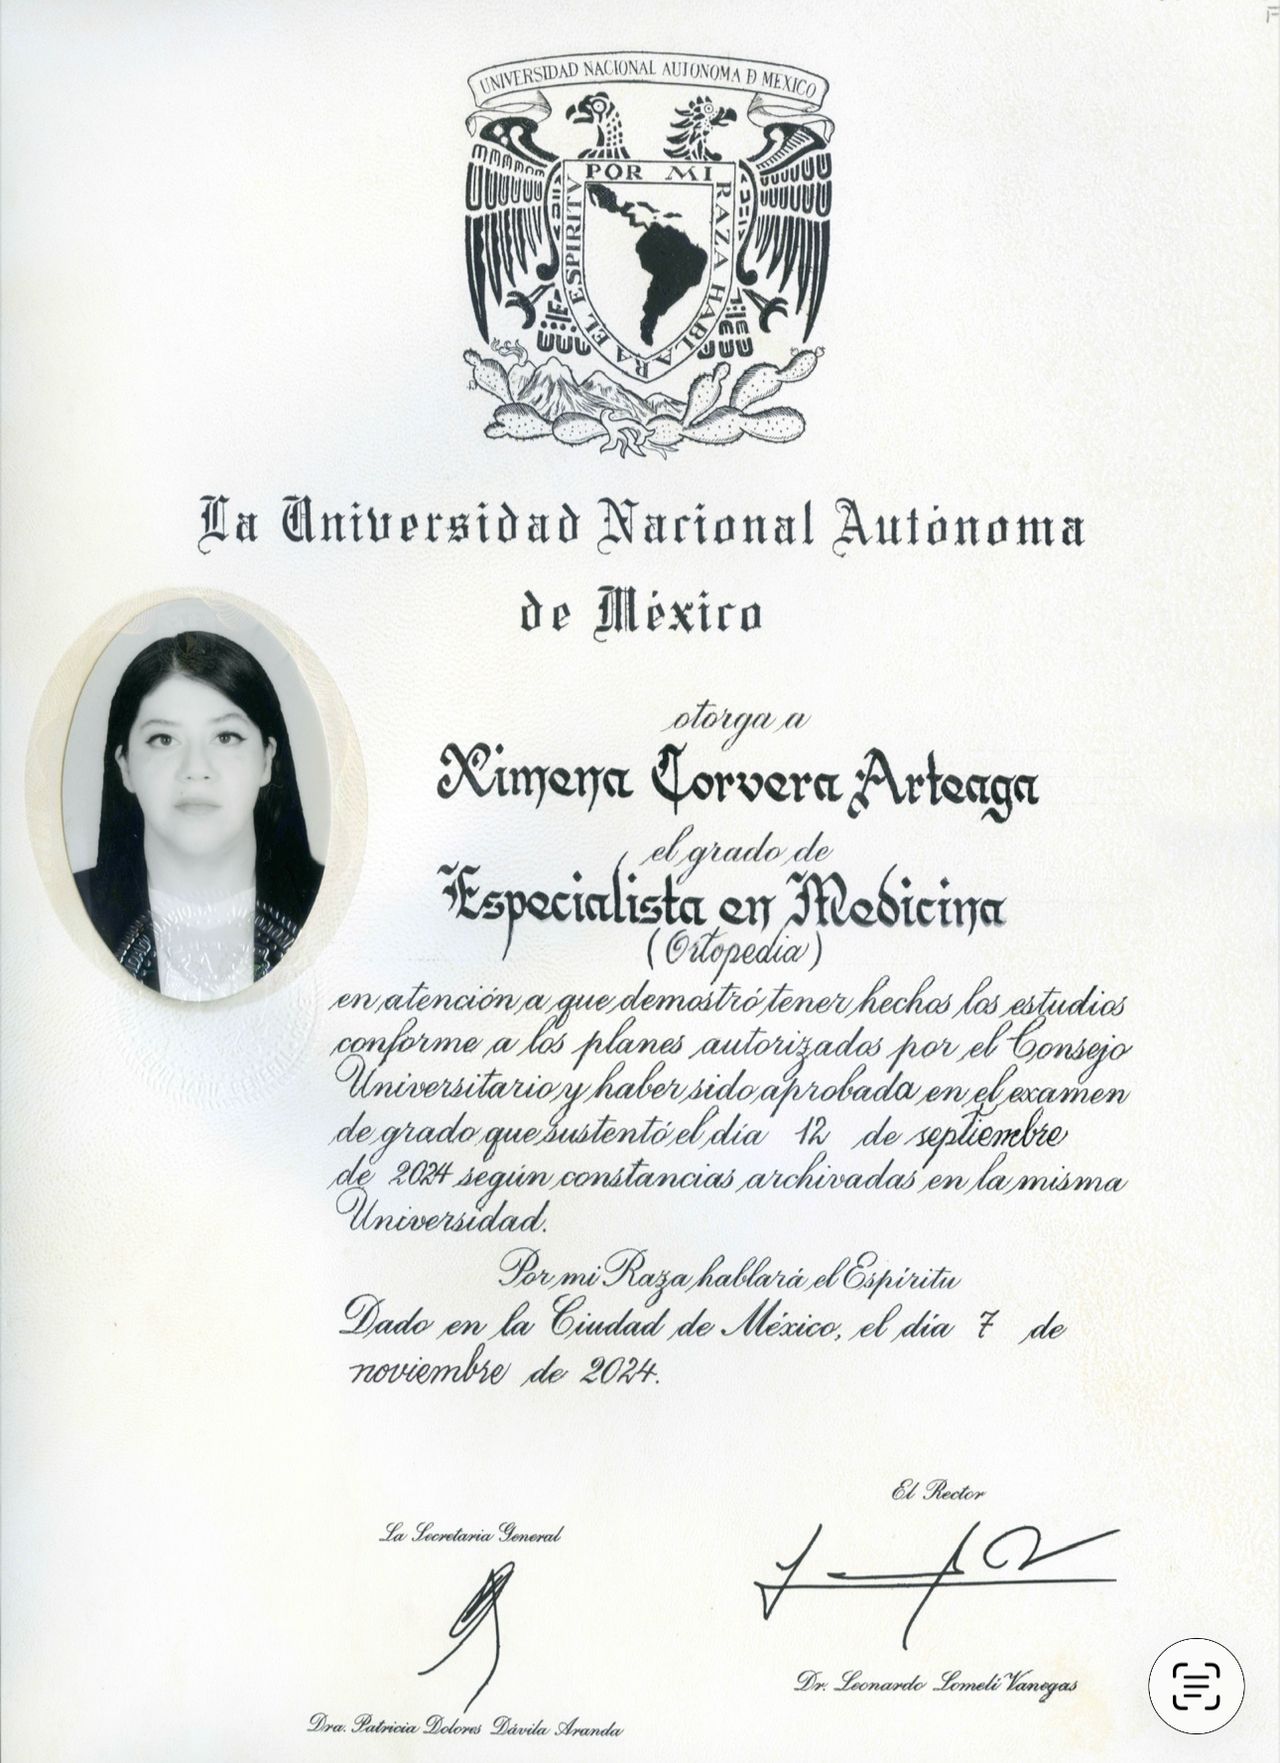 UNIVERSIDAD NACIONAL AUTONOMA D MEXICO
POR MI RAZA HABLARA EL ESPIRITU
La Universidad Nacional Autónoma
de México
otorga a
Ximena Corvera Arteaga
el grado de
Especialista en Medicina
(Ortopedia)
en atención a que demostró tener hechos los estudios
conforme a los planes autorizados por el Consejo
Universitario y haber sido aprobada en el examen
de grado que sustentó el día 12 de septiembre
de 2024 según constancias archivadas en la misma
Universidad.
Por mi Raza hablará el Espíritu
Dado en la Ciudad de México, el día 7 de
noviembre de 2024.
El Rector
La Secretaria General
Dr. Leonardo Lomelí Vanegas
Dra. Patricia Dolores Dávila Aranda